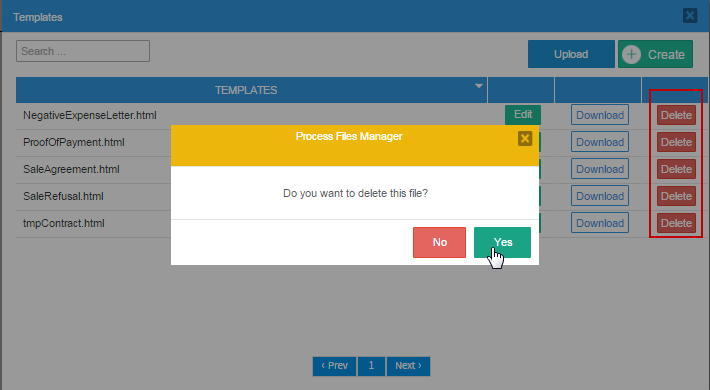 Templates
Search ...
Upload
Create
TEMPLATES
NegativeExpenseLetter.html
Edit
Download
Delete
ProofOfPayment.html
Download
Delete
SaleAgreement.html
Download
Delete
SaleRefusal.html
Download
Delete
tmpContract.html
Download
Delete
Process Files Manager
Do you want to delete this file?
No
Yes
‹ Prev
1
Next ›